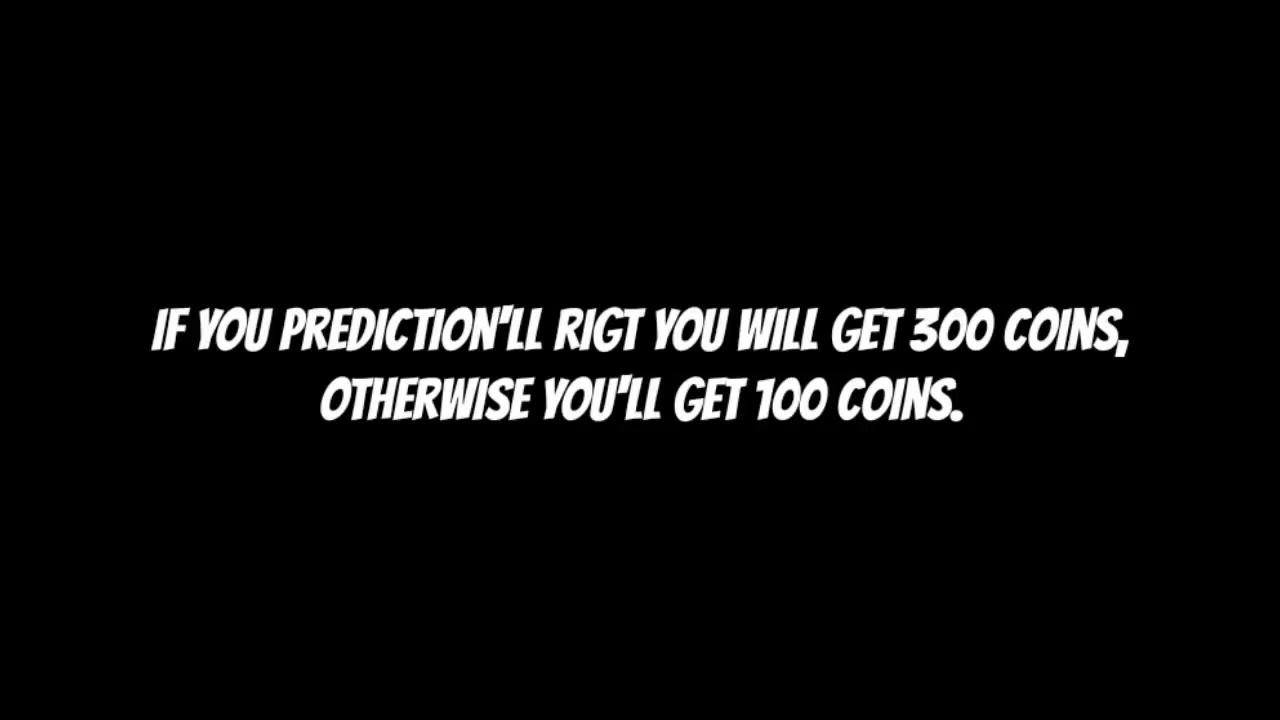 IF YOU PREDICTION'LL RIGT YOU WILL GET 300 COINS,
OTHERWISE YOU'LL GET 100 COINS.